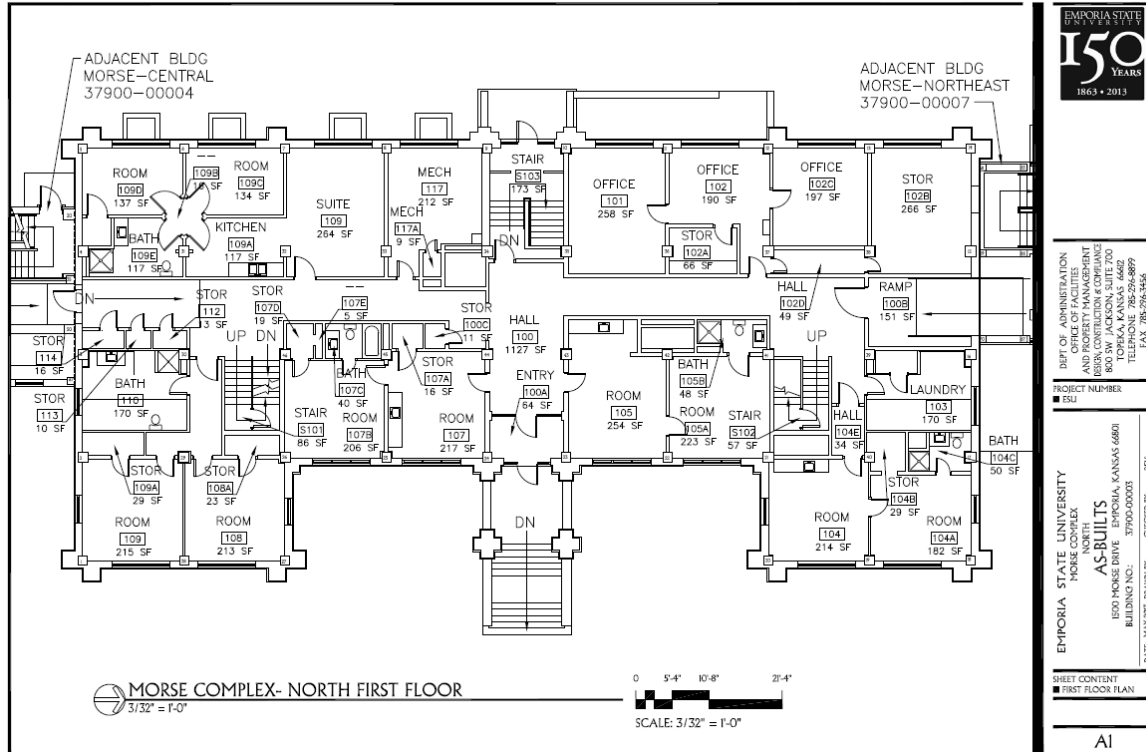 ADJACENT BLDG
MORSE-CENTRAL
37900-00004
ADJACENT BLDG
MORSE-NORTHEAST
37900-00007
ROOM
109D
137 SF
109B
ROOM
109C
134 SF
SUITE
109
264 SF
MECH
117
212 SF
MECH
117A
9 SF
STAIR
S103
173 SF
DN
OFFICE
101
258 SF
OFFICE
102
190 SF
STOR
102A
66 SF
OFFICE
102C
197 SF
STOR
102B
266 SF
BATH
109E
117 SF
KITCHEN
109A
117 SF
DN
STOR
112
13 SF
STOR
107D
19 SF
107E
5 SF
STOR
100C
11 SF
HALL
100
1127 SF
HALL
102D
49 SF
RAMP
100B
151 SF
STOR
114
16 SF
STOR
113
10 SF
BATH
110
170 SF
UP
DN
STAIR
S101
86 SF
BATH
107C
40 SF
ROOM
107B
206 SF
STOR
107A
16 SF
ROOM
107
217 SF
ENTRY
100A
64 SF
ROOM
105
254 SF
BATH
105B
48 SF
ROOM
105A
223 SF
STAIR
S102
57 SF
UP
HALL
104E
34 SF
LAUNDRY
103
170 SF
BATH
104C
50 SF
STOR
109A
29 SF
STOR
108A
23 SF
ROOM
109
215 SF
ROOM
108
213 SF
DN
ROOM
104
214 SF
STOR
104B
29 SF
ROOM
104A
182 SF
MORSE COMPLEX- NORTH FIRST FLOOR
3/32" = 1'-0"
0 5'-4" 10'-8" 21'-4"
SCALE: 3/32" = 1'-0"
EMPORIA STATE
UNIVERSITY
150
YEARS
1863 • 2013
DEPT OF ADMINISTRATION
OFFICE OF FACILITIES
AND PROPERTY MANAGEMENT
DESIGN, CONSTRUCTION & COMPLIANCE
800 SW JACKSON, SUITE 700
TOPEKA, KANSAS 66612
TELEPHONE 785-296-8899
FAX 785-296-3456
PROJECT NUMBER
ESU
EMPORIA STATE UNIVERSITY
MORSE COMPLEX
NORTH
AS-BUILTS
1500 MORSE DRIVE EMPORIA, KANSAS 66801
BUILDING NO.: 37900-00003
SHEET CONTENT
FIRST FLOOR PLAN
A1